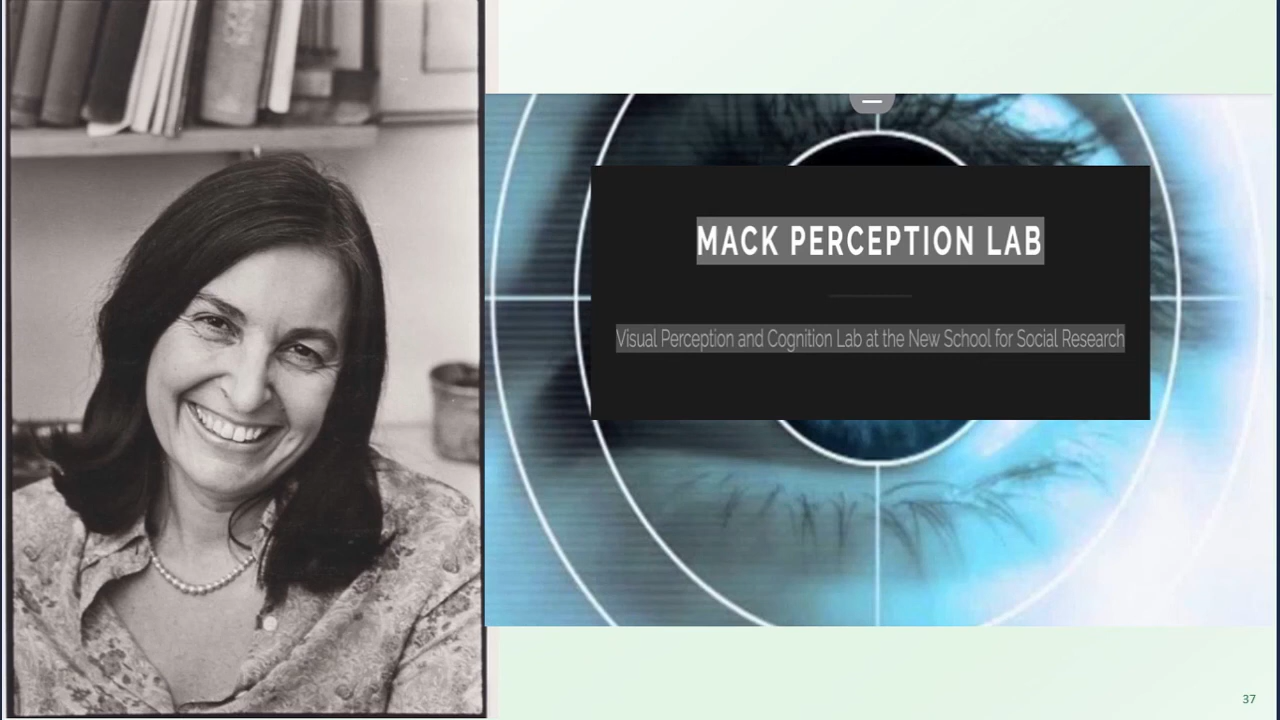 MACK PERCEPTION LAB
Visual Perception and Cognition Lab at the New School for Social Research
37